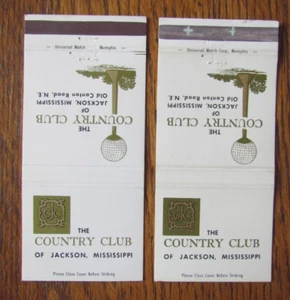 Universal Match Memphis
Old Canton Road, N.E.
JACKSON, MISSISSIPPI
OF
COUNTRY CLUB
THE
THE
COUNTRY CLUB
OF JACKSON, MISSISSIPPI
Please Close Cover Before Striking
Universal Match Corp., Memphis
Old Canton Road, N.E.
JACKSON, MISSISSIPPI
OF
COUNTRY CLUB
THE
THE
COUNTRY CLUB
OF JACKSON, MISSISSIPPI
Please Close Cover Before Striking